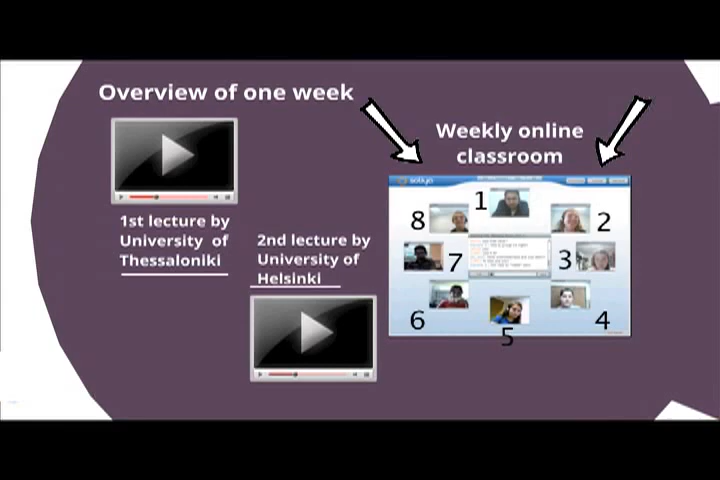 Overview of one week
Weekly online
classroom
1st lecture by
University of
Thessaloniki
2nd lecture by
University of
Helsinki
1
8
2
7
3
6
4
5